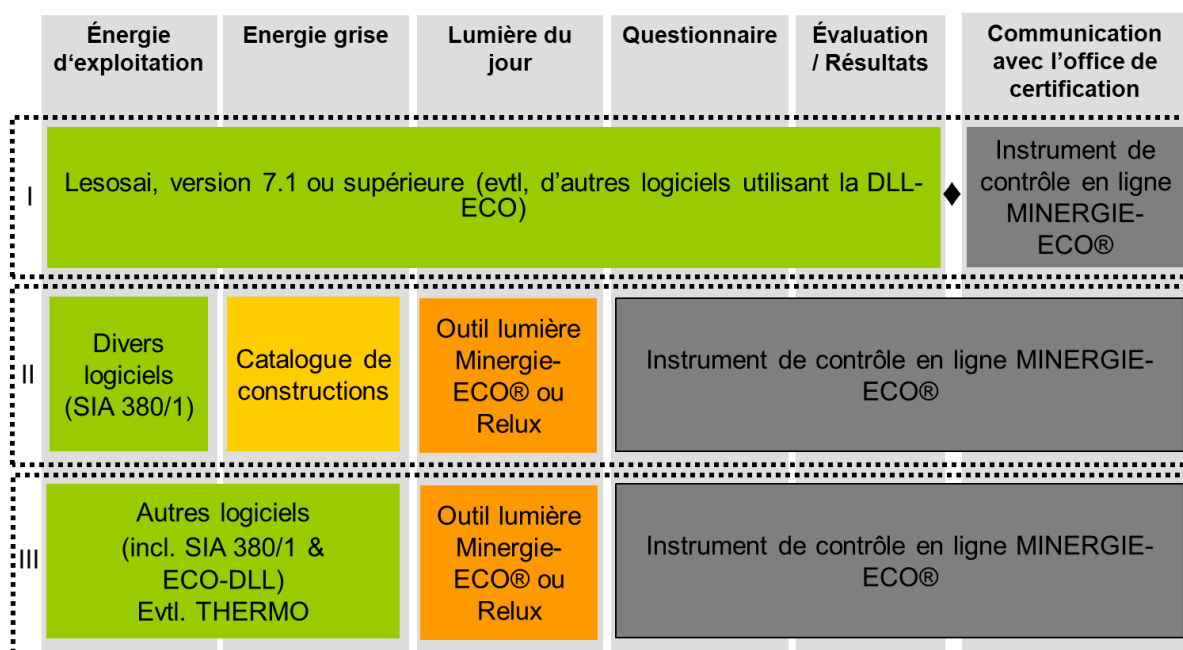 Énergie
d‘exploitation
Energie grise
Lumière du
jour
Questionnaire
Évaluation
/ Résultats
Communication
avec l’office de
certification
I
Lesosai, version 7.1 ou supérieure (evtl, d'autres logiciels utilisant la DLL-
ECO)
Instrument de
contrôle en ligne
MINERGIE-
ECO®
II
Divers
logiciels
(SIA 380/1)
Catalogue de
constructions
Outil lumière
Minergie-
ECO® ou
Relux
Instrument de contrôle en ligne MINERGIE-
ECO®
III
Autres logiciels
(incl. SIA 380/1 &
ECO-DLL)
Evtl. THERMO
Outil lumière
Minergie-
ECO® ou
Relux
Instrument de contrôle en ligne MINERGIE-
ECO®